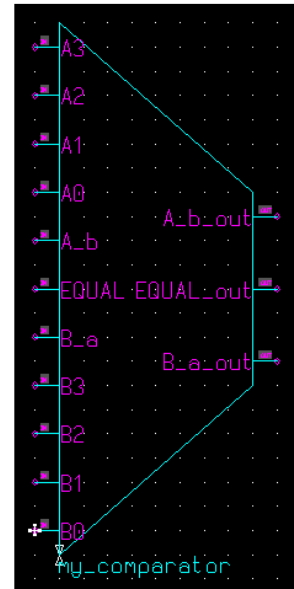 A3
A2
A1
A0
A_b_out
A_b
EQUAL EQUAL_out
B_a
B_a_out
B3
B2
B1
B0
my_comparator